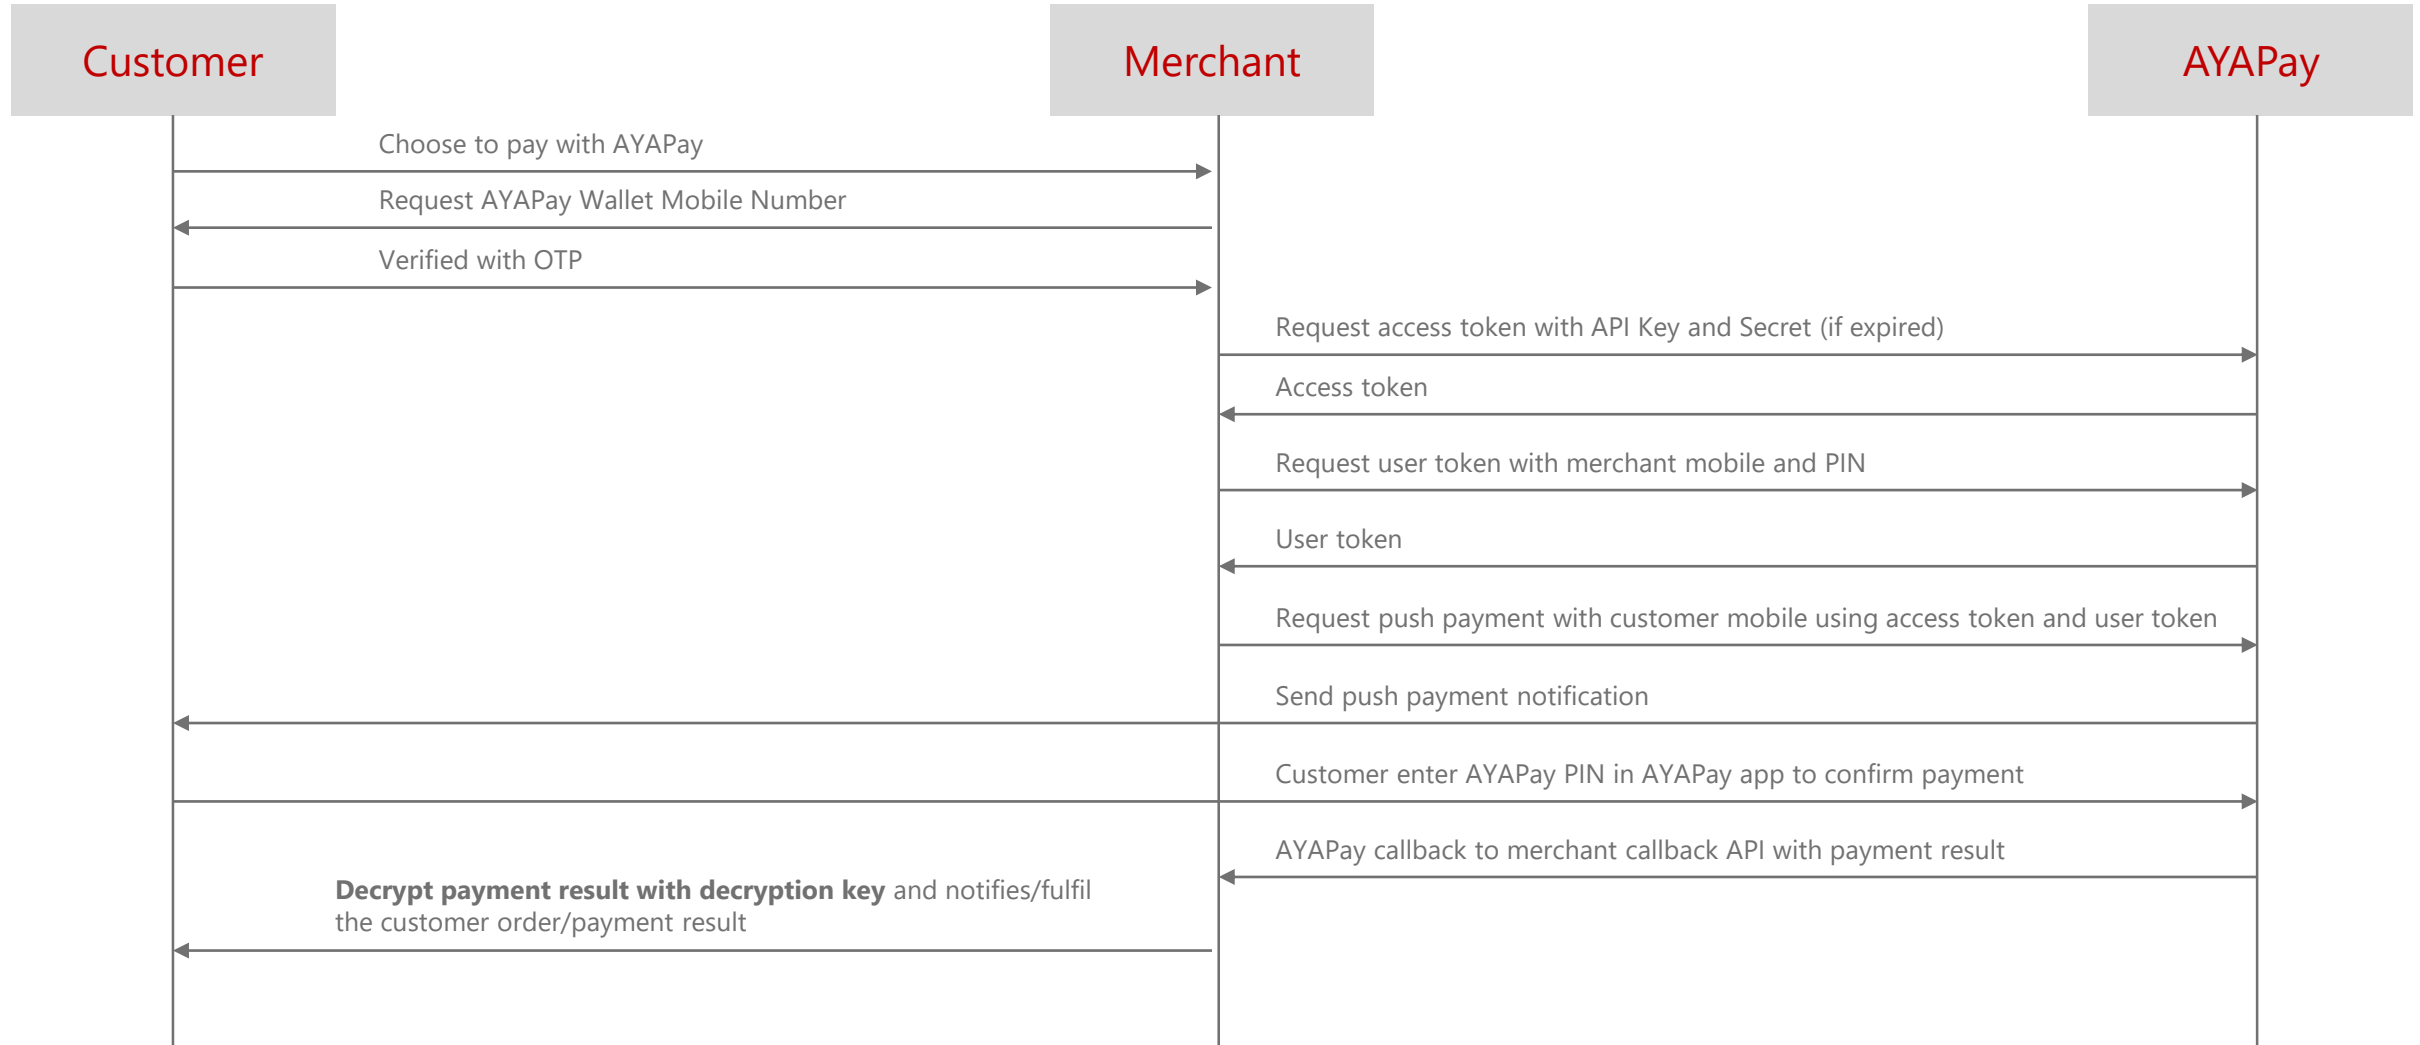 Customer
Merchant
AYAPay
Choose to pay with AYAPay
Request AYAPay Wallet Mobile Number
Verified with OTP
Request access token with API Key and Secret (if expired)
Access token
Request user token with merchant mobile and PIN
User token
Request push payment with customer mobile using access token and user token
Send push payment notification
Customer enter AYAPay PIN in AYAPay app to confirm payment
AYAPay callback to merchant callback API with payment result
Decrypt payment result with decryption key and notifies/fulfil
the customer order/payment result